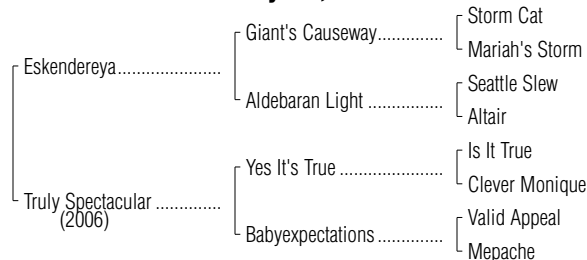 Storm Cat
Giant's Causeway..............
Mariah's Storm
Eskendereya......................
Seattle Slew
Aldebaran Light ................
Altair
Is It True
Yes It's True ......................
Clever Monique
Truly Spectacular ..............
(2006)
Valid Appeal
Babyexpectations..............
Mepache